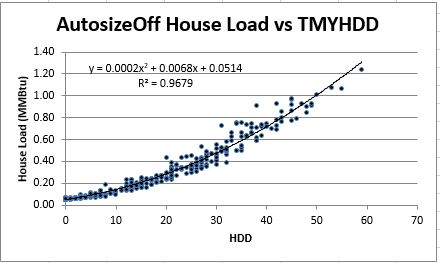 AutosizeOff House Load vs TMYHDD
y = 0.0002x² + 0.0068x + 0.0514
R² = 0.9679
House Load (MMBtu)
1.40
1.20
1.00
0.80
0.60
0.40
0.20
0.00
0 10 20 30 40 50 60 70
HDD